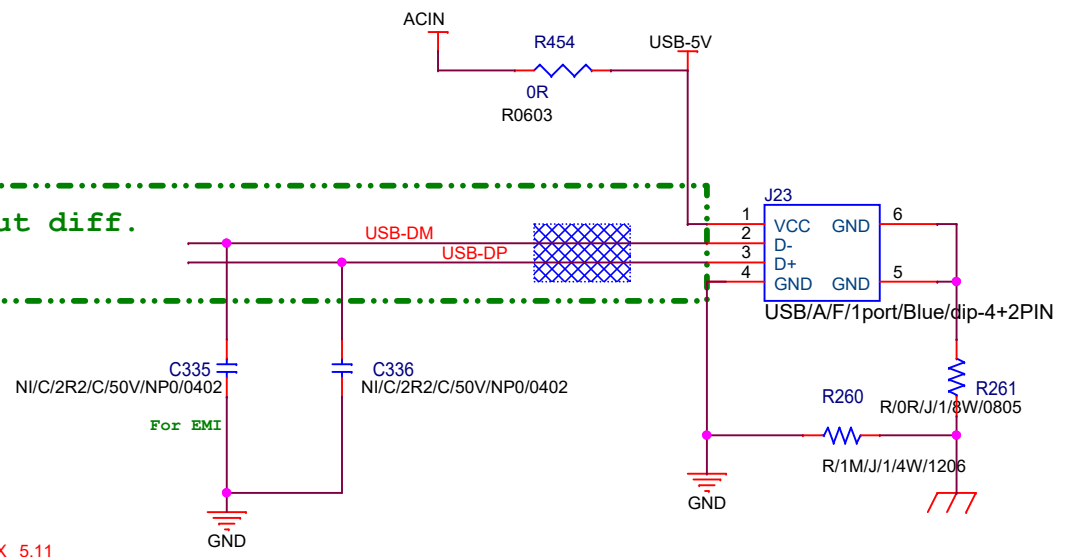 ACIN
R454
USB-5V
0R
R0603
ut diff.
J23
1
VCC
GND
6
USB-DM
2
D-
USB-DP
3
D+
4
GND
GND
5
USB/A/F/1port/Blue/dip-4+2PIN
C335
NI/C/2R2/C/50V/NP0/0402
C336
NI/C/2R2/C/50V/NP0/0402
R261
R/0R/J/1/8W/0805
R260
For EMI
R/1M/J/1/4W/1206
GND
GND
X 5.11